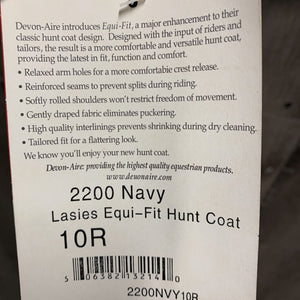 Devon-Aire introduces Equi-Fit, a major enhancement to their
classic hunt coat design. Designed with the input of riders and
tailors, the result is a more comfortable and versatile hunt coat,
providing the latest in fit, function and comfort.
• Relaxed arm holes for a more comfortable crest release.
• Reinforced seams to prevent splits during riding.
• Softly rolled shoulders won't restrict freedom of movement.
• Gently draped fabric eliminates puckering.
• High quality interlinings prevents shrinking during dry cleaning.
• Tailored fit for a flattering look.
We know you'll enjoy your new hunt coat.
Devon-Aire: providing the highest quality equestrian products.
www.devonaire.com
2200 Navy
Lasies Equi-Fit Hunt Coat
10R
5 06382 13214 0
2200NVY10R